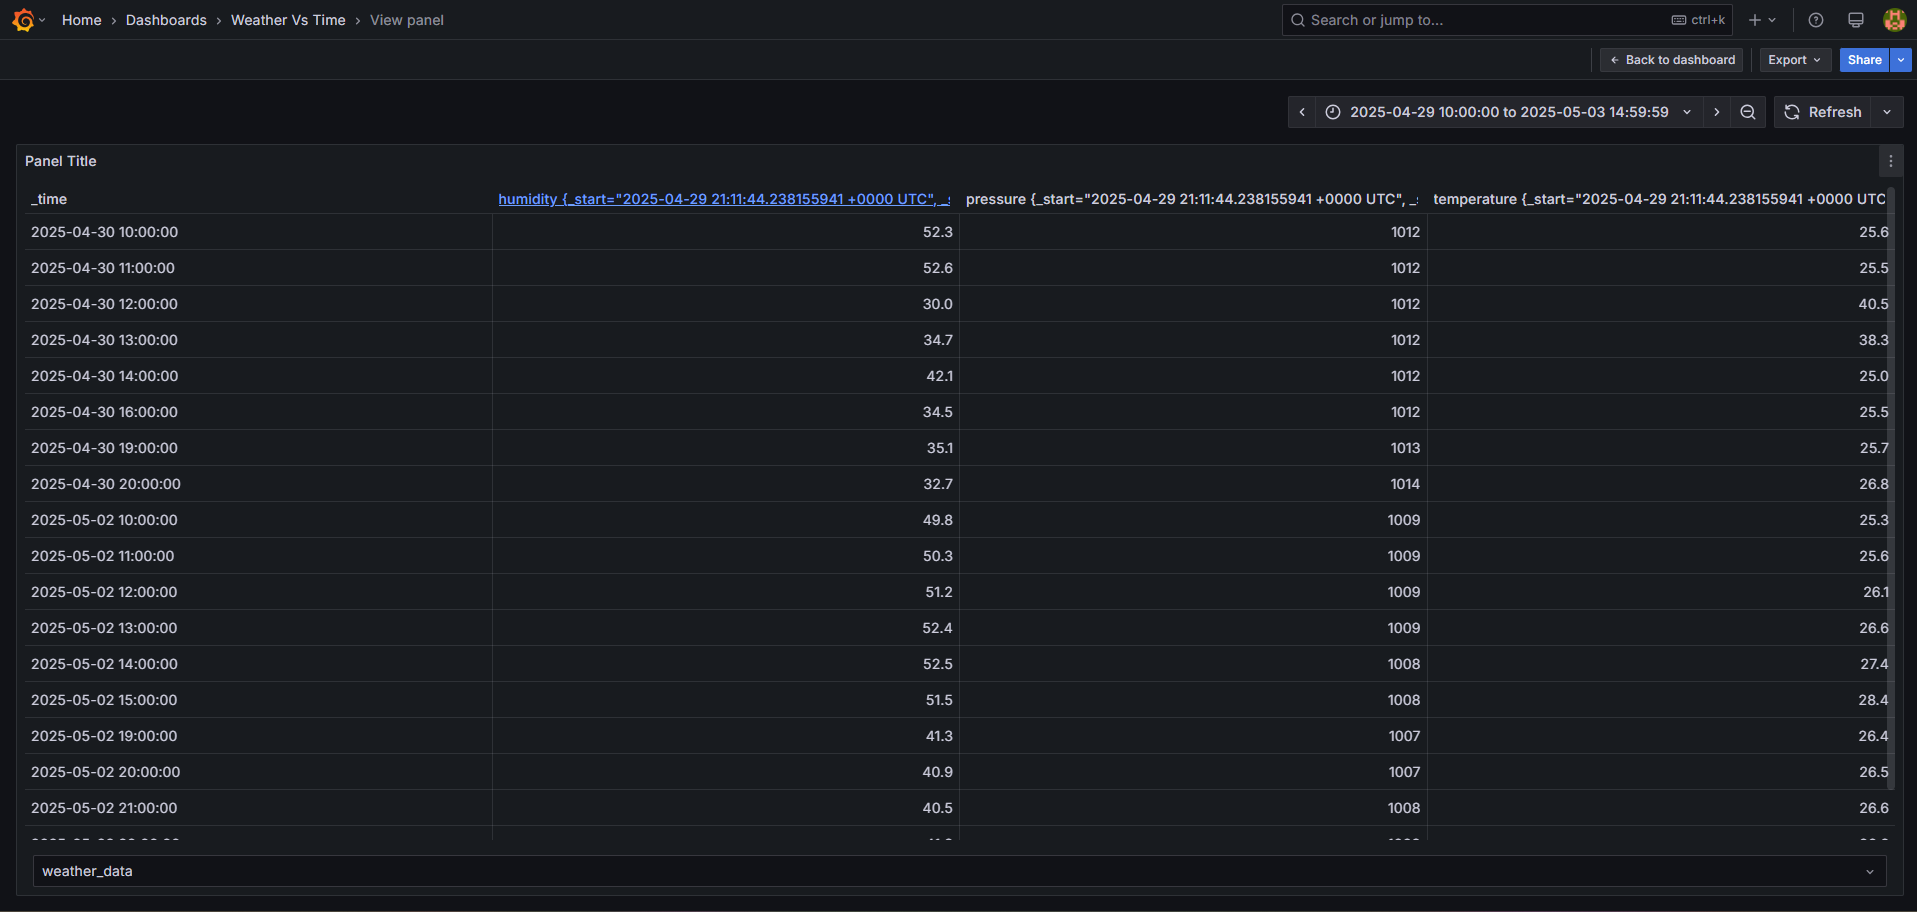 Home › Dashboards › Weather Vs Time › View panel
Search or jump to... ctrl+k
Back to dashboard Export Share
2025-04-29 10:00:00 to 2025-05-03 14:59:59 Refresh
Panel Title
_time humidity {_start="2025-04-29 21:11:44.238155941 +0000 UTC", _ pressure {_start="2025-04-29 21:11:44.238155941 +0000 UTC", _ temperature {_start="2025-04-29 21:11:44.238155941 +0000 UTC
2025-04-30 10:00:00 52.3 1012 25.6
2025-04-30 11:00:00 52.6 1012 25.5
2025-04-30 12:00:00 30.0 1012 40.5
2025-04-30 13:00:00 34.7 1012 38.3
2025-04-30 14:00:00 42.1 1012 25.0
2025-04-30 16:00:00 34.5 1012 25.5
2025-04-30 19:00:00 35.1 1013 25.7
2025-04-30 20:00:00 32.7 1014 26.8
2025-05-02 10:00:00 49.8 1009 25.3
2025-05-02 11:00:00 50.3 1009 25.6
2025-05-02 12:00:00 51.2 1009 26.1
2025-05-02 13:00:00 52.4 1009 26.6
2025-05-02 14:00:00 52.5 1008 27.4
2025-05-02 15:00:00 51.5 1008 28.4
2025-05-02 19:00:00 41.3 1007 26.4
2025-05-02 20:00:00 40.9 1007 26.5
2025-05-02 21:00:00 40.5 1008 26.6
weather_data